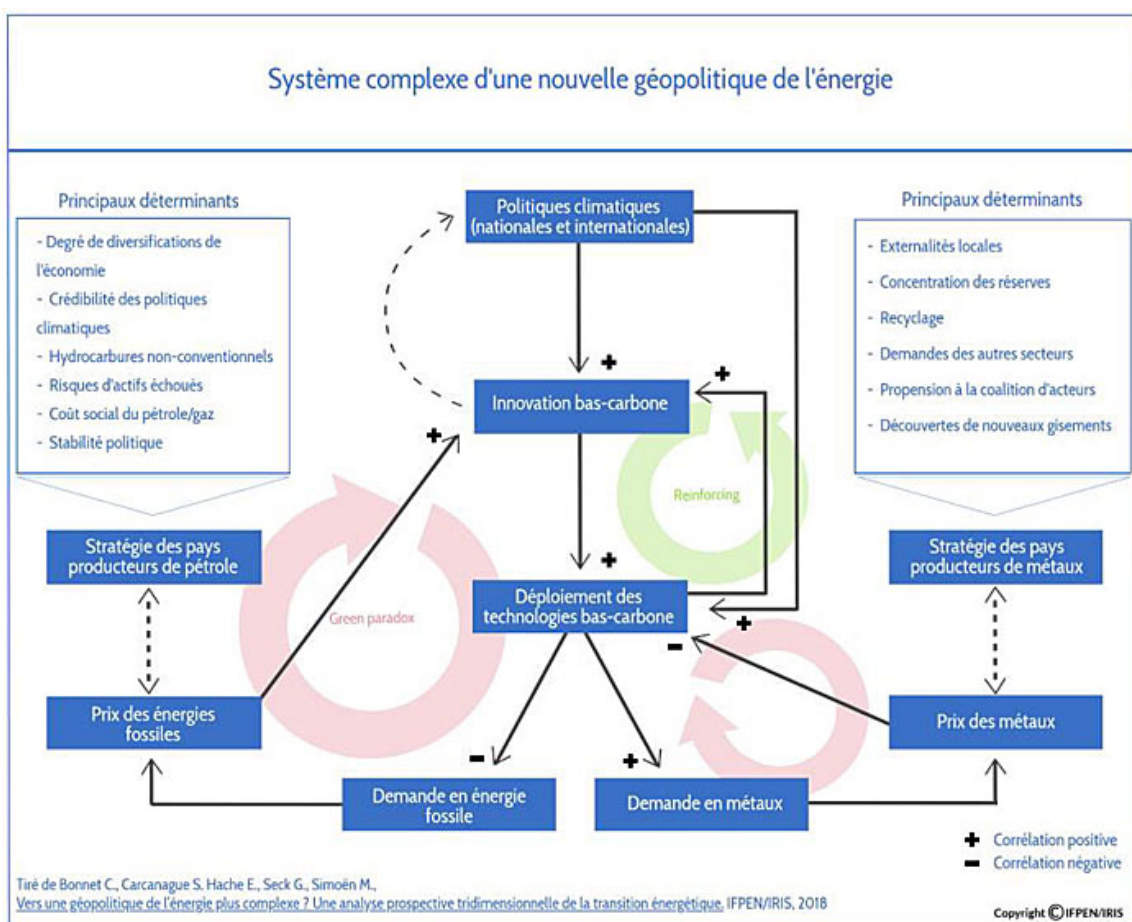 Système complexe d'une nouvelle géopolitique de l'énergie
Principaux déterminants
- Degré de diversifications de
l'économie
- Crédibilité des politiques
climatiques
- Hydrocarbures non-conventionnels
- Risques d'actifs échoués
- Coût social du pétrole/gaz
- Stabilité politique
Politiques climatiques
(nationales et internationales)
Principaux déterminants
- Externalités locales
- Concentration des réserves
- Recyclage
- Demandes des autres secteurs
- Propension à la coalition d'acteurs
- Découvertes de nouveaux gisements
+
+
Innovation bas-carbone
+
Reinforcing
Stratégie des pays
producteurs de pétrole
Stratégie des pays
producteurs de métaux
+
Déploiement des
technologies bas-carbone
Green paradox
+
-
Prix des énergies
fossiles
Prix des métaux
-
+
Demande en énergie
fossile
Demande en métaux
+ Corrélation positive
- Corrélation négative
Tiré de Bonnet C., Carcanague S. Hache E., Seck G., Simoën M.,
Vers une géopolitique de l'énergie plus complexe ? Une analyse prospective tridimensionnelle de la transition énergétique. IFPEN/IRIS, 2018
Copyright © IFPEN/IRIS